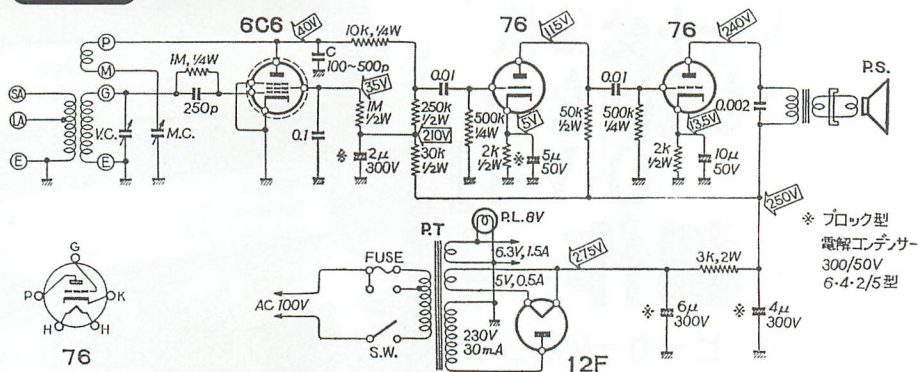 6C6
40V
10k, ¼W
76
115V
76
240V
P
M
G
SA
LA
E
E
1M, ¼W
250p
V.C.
M.C.
C
100~500p
35V
1M
½W
0.1
※ 2μ
300V
0.01
250k
½W
210V
30k
½W
500k
¼W
5V
2k
½W
※ 5μ
50V
50k
½W
0.01
500k
¼W
13.5V
2k
½W
10μ
50V
0.002
P.S.
250V
※ ブロック型
電解コンデンサー
300/50V
6・4・2/5型
P.T
P.L. 8V
6.3V, 1.5A
5V, 0.5A
275V
3k, 2W
FUSE
AC 100V
S.W.
230V
30mA
12F
※ 6μ
300V
※ 4μ
300V
G
P
K
H
H
76